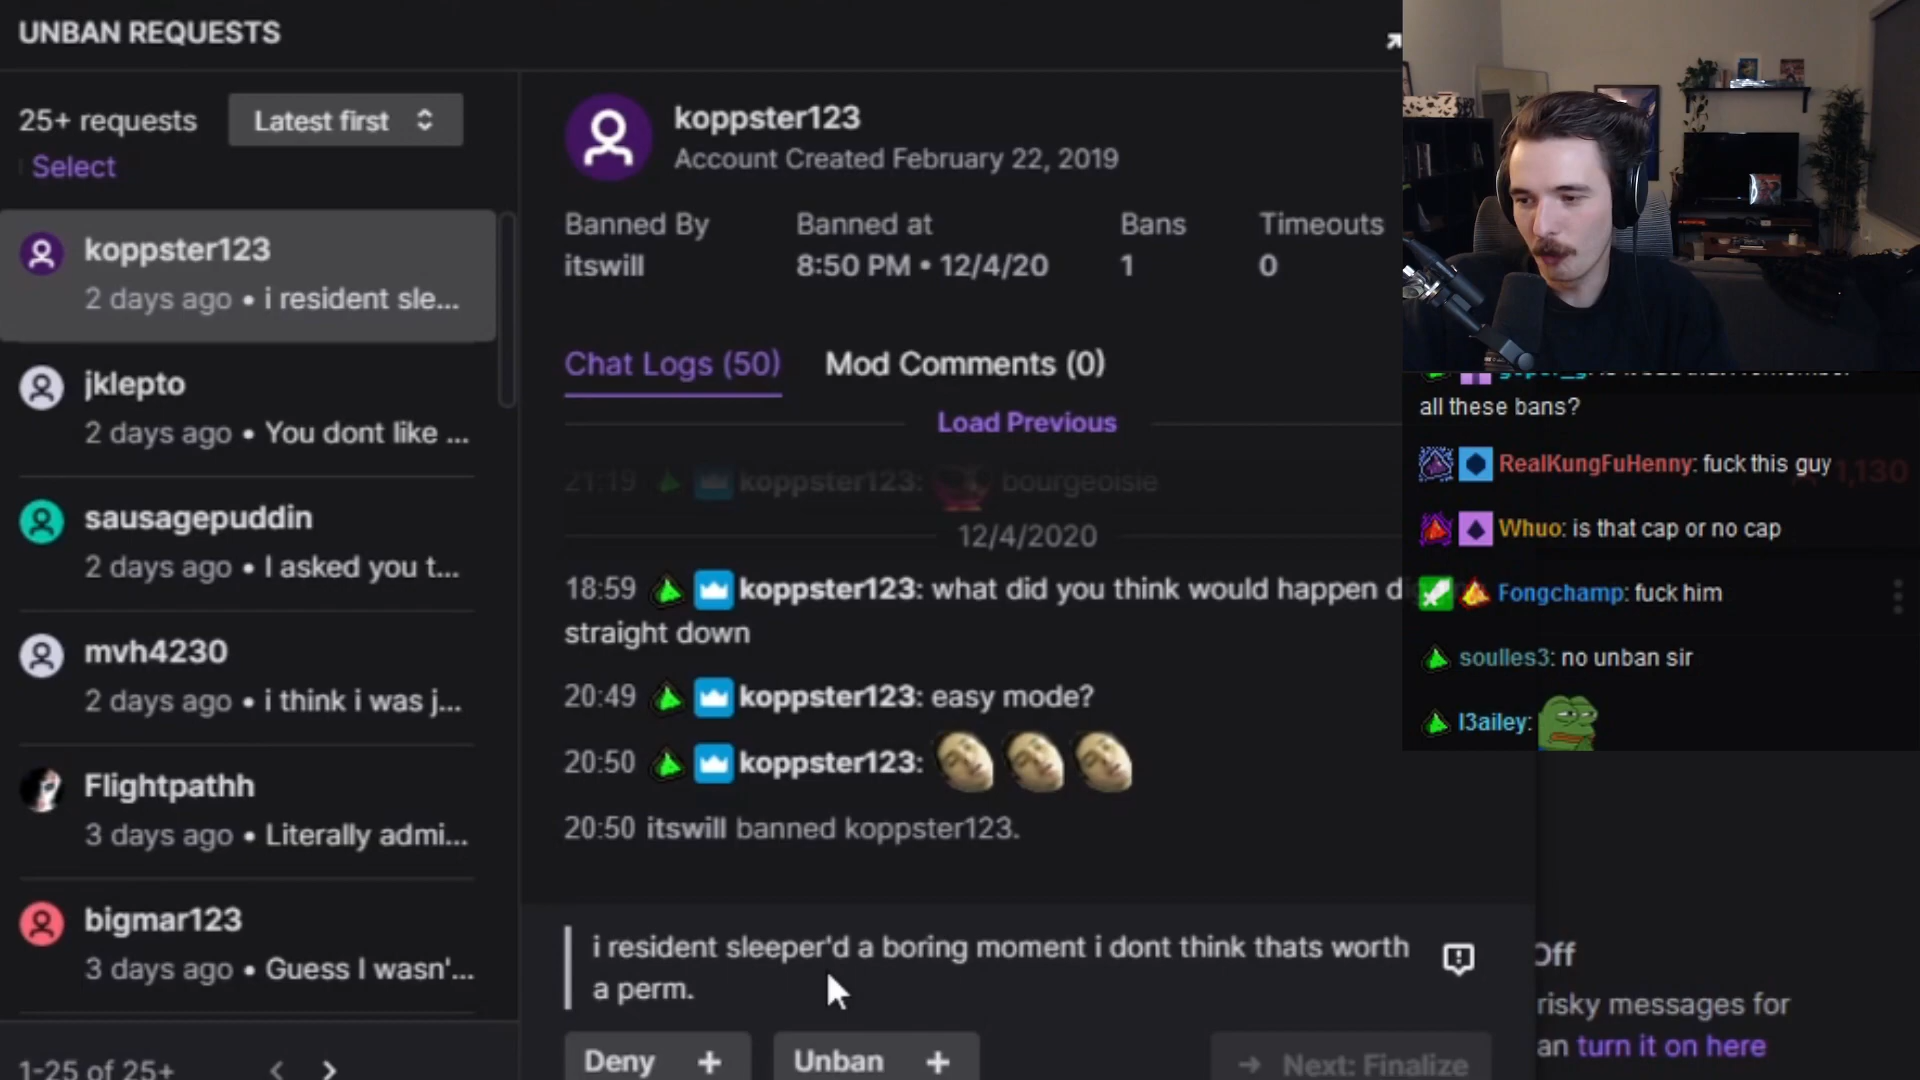 UNBAN REQUESTS
25+ requests
Latest first
Select
koppster123
2 days ago • i resident sle...
jklepto
2 days ago • You dont like ...
sausagepuddin
2 days ago • I asked you t...
mvh4230
2 days ago • i think i was j...
Flightpathh
3 days ago • Literally admi...
bigmar123
3 days ago • Guess I wasn'...
1-25 of 25+
koppster123
Account Created February 22, 2019
Banned By
itswill
Banned at
8:50 PM • 12/4/20
Bans
1
Timeouts
0
Chat Logs (50)
Mod Comments (0)
Load Previous
21:19 koppster123: bourgeoisie
12/4/2020
18:59 koppster123: what did you think would happen
straight down
20:49 koppster123: easy mode?
20:50 koppster123:
20:50 itswill banned koppster123.
i resident sleeper'd a boring moment i dont think thats worth
a perm.
Deny +
Unban +
Next: Finalize
all these bans?
RealKungFuHenny: fuck this guy
1,130
Whuo: is that cap or no cap
Fongchamp: fuck him
soulles3: no unban sir
l3ailey:
Off
risky messages for
an turn it on here